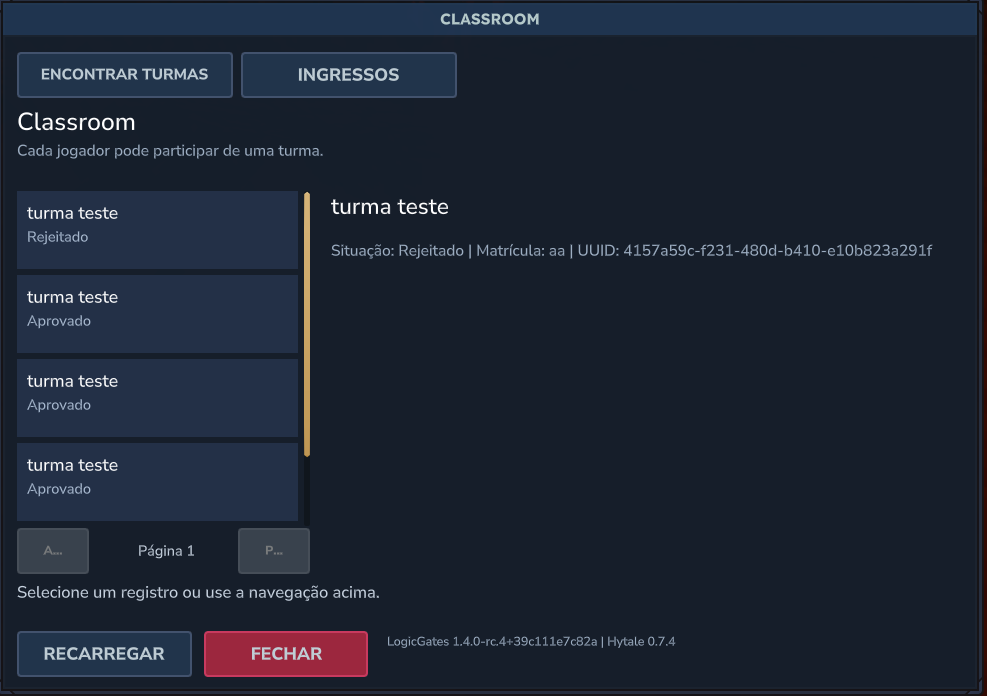 CLASSROOM
ENCONTRAR TURMAS
INGRESSOS
Classroom
Cada jogador pode participar de uma turma.
turma teste
Rejeitado
turma teste
Aprovado
turma teste
Aprovado
turma teste
Aprovado
turma teste
Situação: Rejeitado | Matrícula: aa | UUID: 4157a59c-f231-480d-b410-e10b823a291f
A...
Página 1
P...
Selecione um registro ou use a navegação acima.
RECARREGAR
FECHAR
LogicGates 1.4.0-rc.4+39c111e7c82a | Hytale 0.7.4